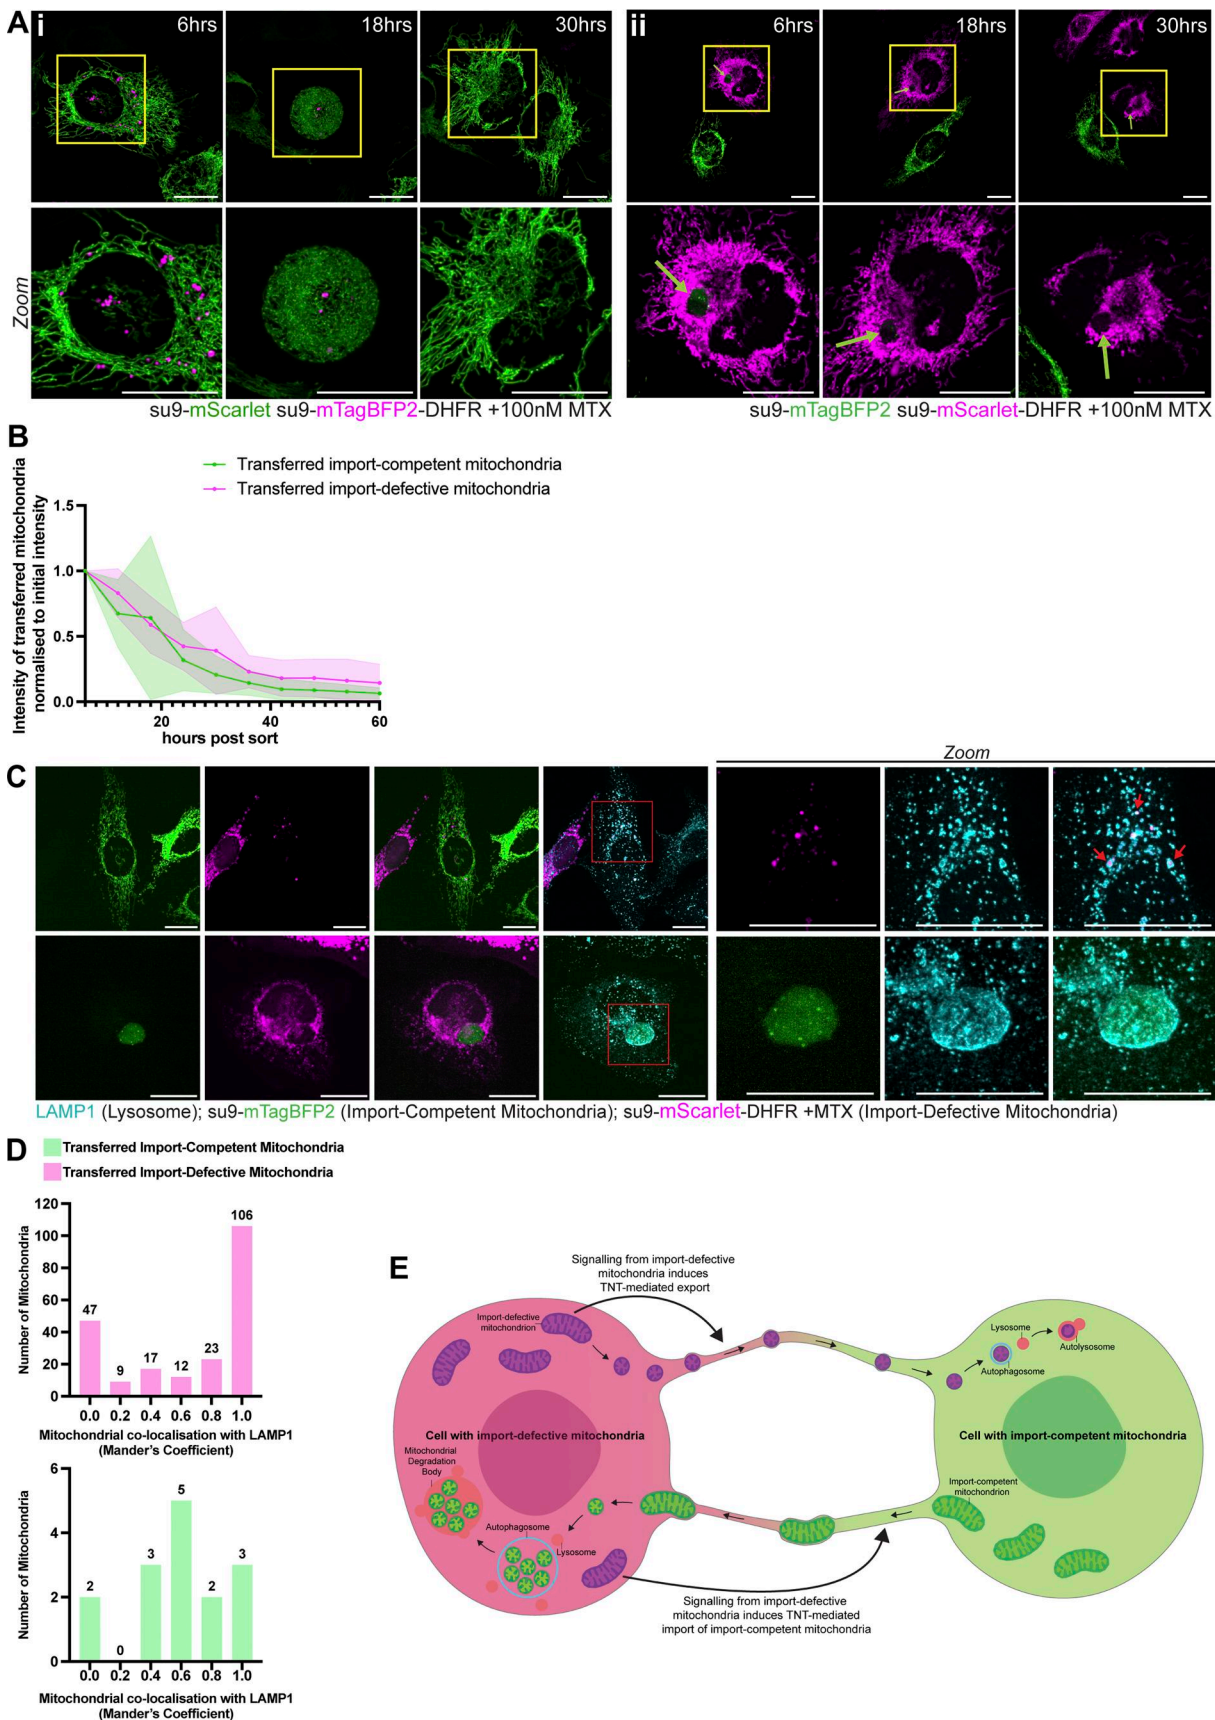 A
i
6hrs
18hrs
30hrs
ii
6hrs
18hrs
30hrs
Zoom
su9-mScarlet su9-mTagBFP2-DHFR +100nM MTX
su9-mTagBFP2 su9-mScarlet-DHFR +100nM MTX
B
Transferred import-competent mitochondria
Transferred import-defective mitochondria
Intensity of transferred mitochondria
normalised to initial intensity
1.5
1.0
0.5
0.0
20
40
60
hours post sort
C
Zoom
LAMP1 (Lysosome); su9-mTagBFP2 (Import-Competent Mitochondria); su9-mScarlet-DHFR +MTX (Import-Defective Mitochondria)
D
Transferred Import-Competent Mitochondria
Transferred Import-Defective Mitochondria
Number of Mitochondria
120
100
80
60
40
20
0
47
9
17
12
23
106
0.0 0.2 0.4 0.6 0.8 1.0
Mitochondrial co-localisation with LAMP1
(Mander's Coefficient)
Number of Mitochondria
6
4
2
0
2
0
3
5
2
3
0.0 0.2 0.4 0.6 0.8 1.0
Mitochondrial co-localisation with LAMP1
(Mander's Coefficient)
E
Signalling from import-defective
mitochondria induces
TNT-mediated export
Import-defective
mitochondrion
Lysosome
Autolysosome
Autophagosome
Cell with import-defective mitochondria
Cell with import-competent mitochondria
Mitochondrial
Degradation
Body
Import-competent
mitochondrion
Autophagosome
Lysosome
Signalling from import-defective
mitochondria induces TNT-mediated
import of import-competent mitochondria